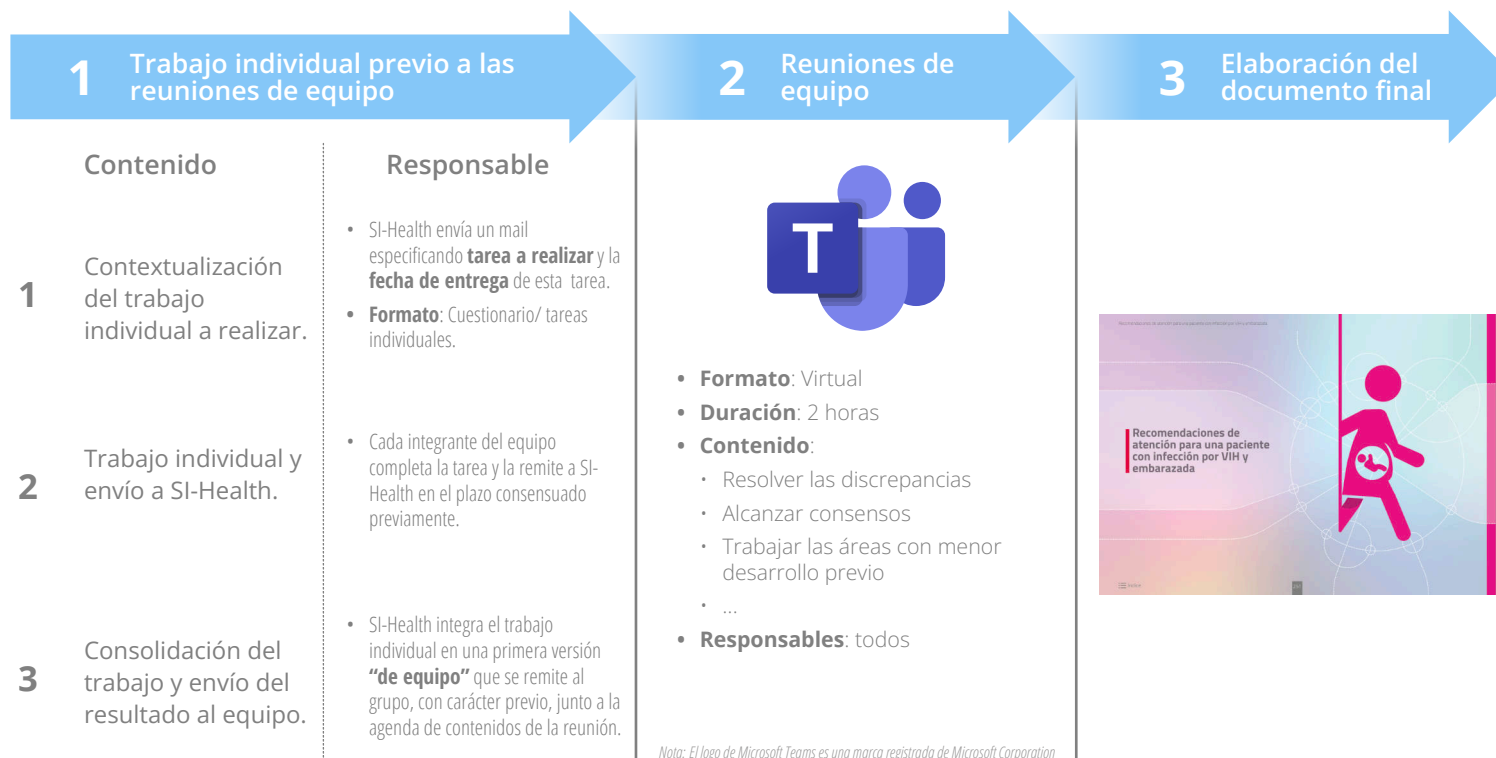 1
Trabajo individual previo a las
reuniones de equipo
2
Reuniones de
equipo
3
Elaboración del
documento final
Contenido
Responsable
1
Contextualización
del trabajo
individual a realizar.
• SI-Health envía un mail
especificando tarea a realizar y la
fecha de entrega de esta tarea.
• Formato: Cuestionario/ tareas
individuales.
2
Trabajo individual y
envío a SI-Health.
• Cada integrante del equipo
completa la tarea y la remite a SI-
Health en el plazo consensuado
previamente.
3
Consolidación del
trabajo y envío del
resultado al equipo.
• SI-Health integra el trabajo
individual en una primera versión
“de equipo” que se remite al
grupo, con carácter previo, junto a la
agenda de contenidos de la reunión.
T
• Formato: Virtual
• Duración: 2 horas
• Contenido:
• Resolver las discrepancias
• Alcanzar consensos
• Trabajar las áreas con menor
desarrollo previo
• ...
• Responsables: todos
Nota: El logo de Microsoft Teams es una marca registrada de Microsoft Corporation
Recomendaciones de
atención para una paciente
con infección por VIH y
embarazada